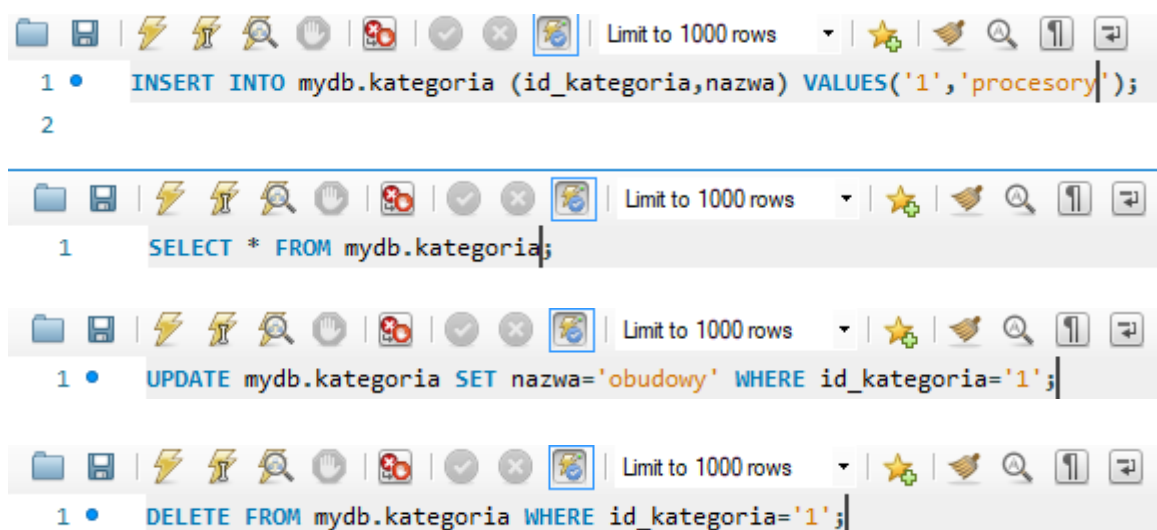 Limit to 1000 rows
1 INSERT INTO mydb.kategoria (id_kategoria,nazwa) VALUES('1','procesory');
2
Limit to 1000 rows
1 SELECT * FROM mydb.kategoria;
Limit to 1000 rows
1 UPDATE mydb.kategoria SET nazwa='obudowy' WHERE id_kategoria='1';
Limit to 1000 rows
1 DELETE FROM mydb.kategoria WHERE id_kategoria='1';